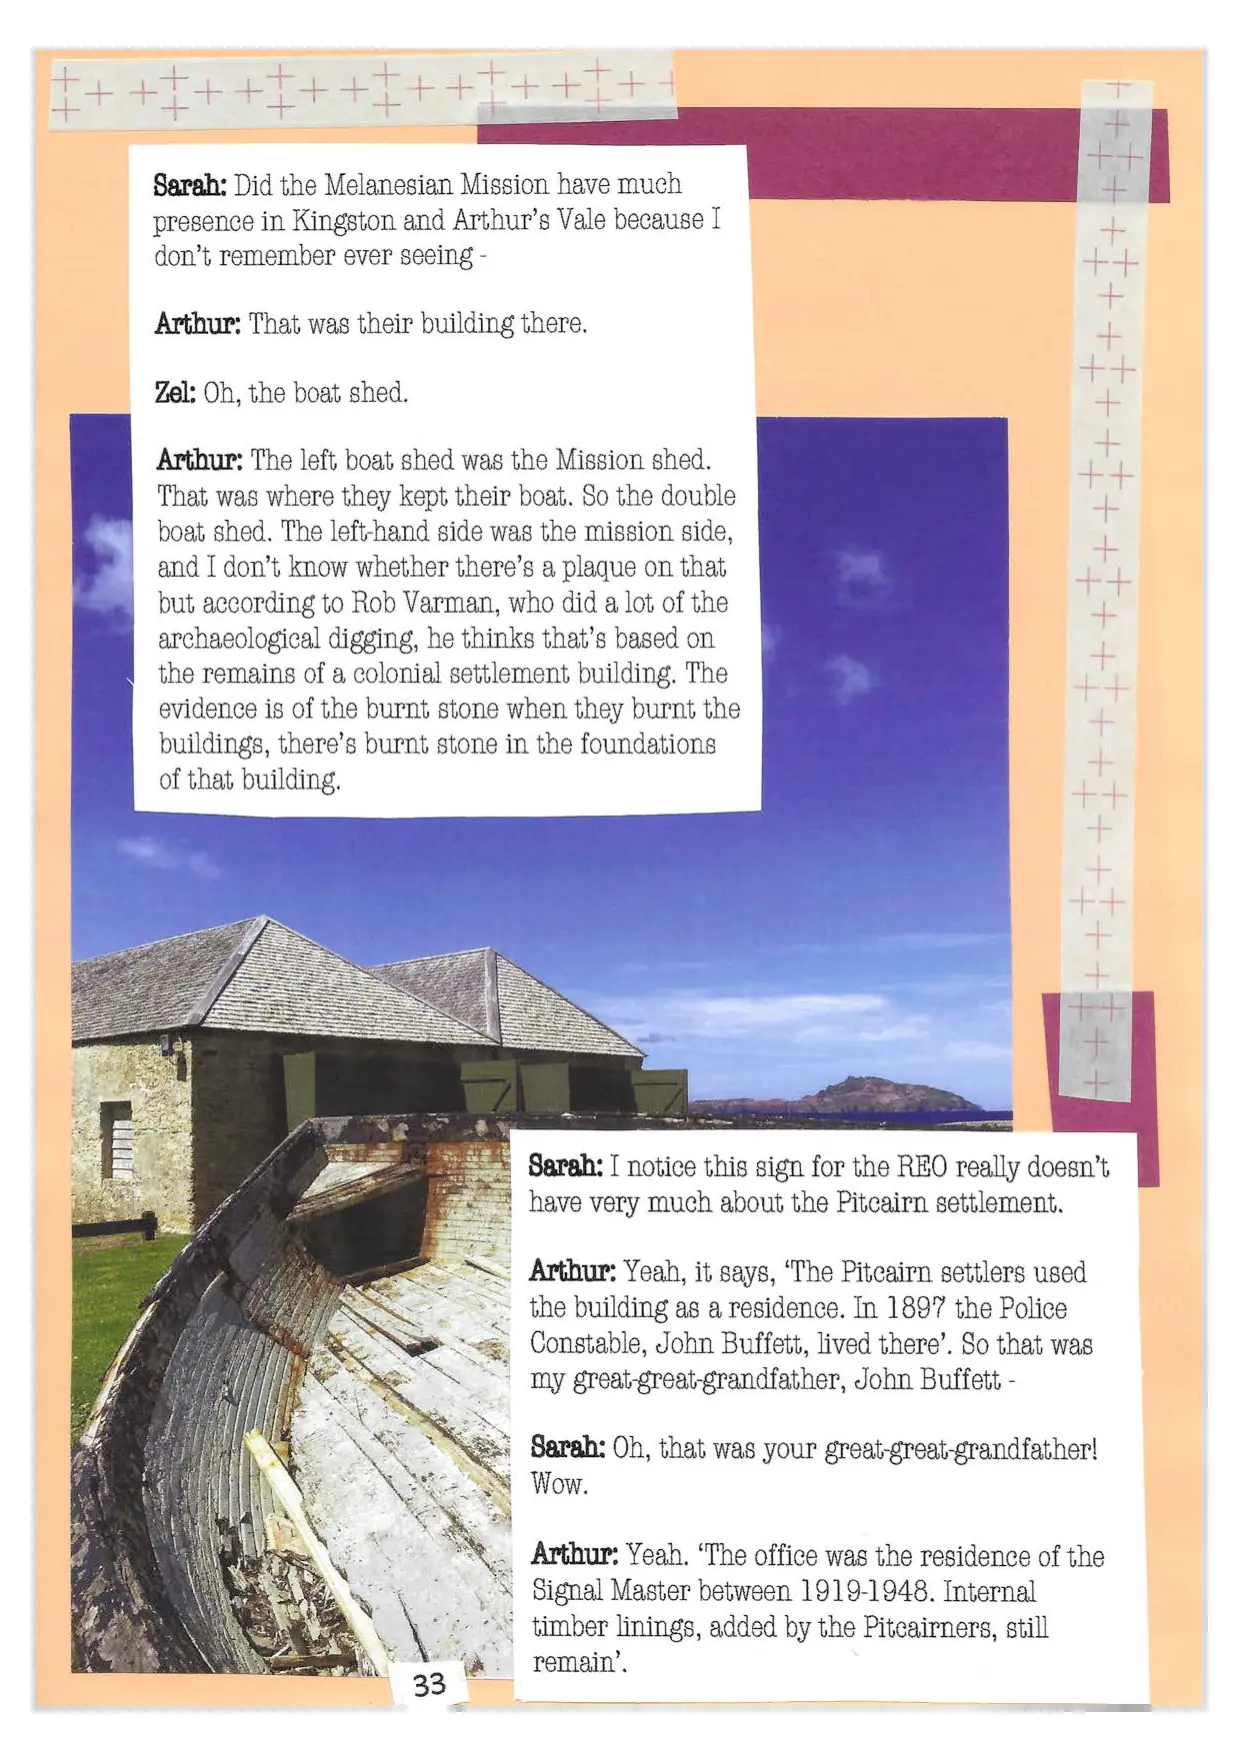 Sarah: Did the Melanesian Mission have much
presence in Kingston and Arthur's Vale because I
don't remember ever seeing -
Arthur: That was their building there.
Zel: Oh, the boat shed.
Arthur: The left boat shed was the Mission shed.
That was where they kept their boat. So the double
boat shed. The left-hand side was the mission side,
and I don't know whether there's a plaque on that
but according to Rob Varman, who did a lot of the
archaeological digging, he thinks that's based on
the remains of a colonial settlement building. The
evidence is of the burnt stone when they burnt the
buildings, there's burnt stone in the foundations
of that building.
Sarah: I notice this sign for the REO really doesn't
have very much about the Pitcairn settlement.
Arthur: Yeah, it says, 'The Pitcairn settlers used
the building as a residence. In 1897 the Police
Constable, John Buffett, lived there'. So that was
my great-great-grandfather, John Buffett -
Sarah: Oh, that was your great-great-grandfather!
Wow.
Arthur: Yeah. 'The office was the residence of the
Signal Master between 1919-1948. Internal
timber linings, added by the Pitcairners, still
remain'.
33